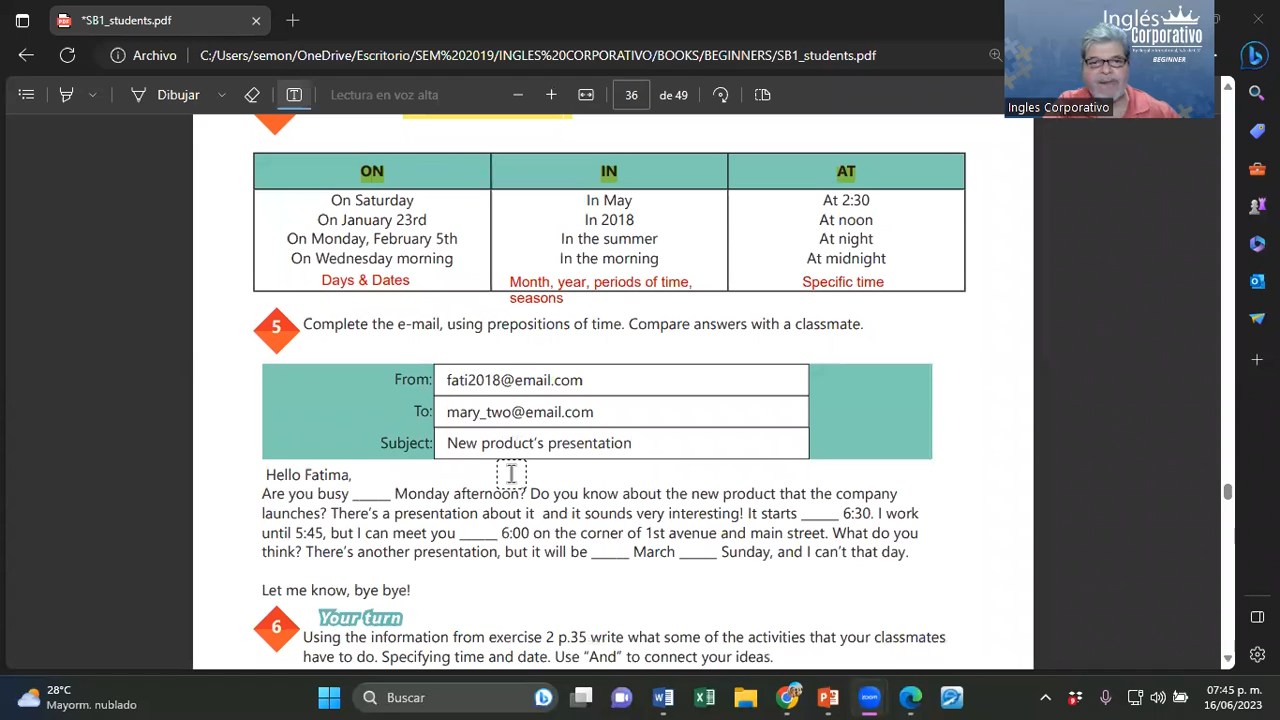 *SB1_students.pdf
Archivo
C:/Users/semon/OneDrive/Escritorio/SEM%202019/INGLES%20CORPORATIVO/BOOKS/BEGINNERS/SB1_students.pdf
Dibujar
Lectura en voz alta
36
de 49
Inglés
Corporativo
BEGINNER
Ingles Corporativo
ON
IN
AT
On Saturday
In May
At 2:30
On January 23rd
In 2018
At noon
On Monday, February 5th
In the summer
At night
On Wednesday morning
In the morning
At midnight
Days & Dates
Month, year, periods of time,
seasons
Specific time
5
Complete the e-mail, using prepositions of time. Compare answers with a classmate.
From:
fati2018@email.com
To:
mary_two@email.com
Subject:
New product's presentation
Hello Fatima,
Are you busy _____ Monday afternoon? Do you know about the new product that the company
launches? There's a presentation about it and it sounds very interesting! It starts _____ 6:30. I work
until 5:45, but I can meet you _____ 6:00 on the corner of 1st avenue and main street. What do you
think? There's another presentation, but it will be _____ March _____ Sunday, and I can't that day.
Let me know, bye bye!
6
Your turn
Using the information from exercise 2 p.35 write what some of the activities that your classmates
have to do. Specifying time and date. Use "And" to connect your ideas.
28°C
Mayorm. nublado
Buscar
07:45 p. m.
16/06/2023